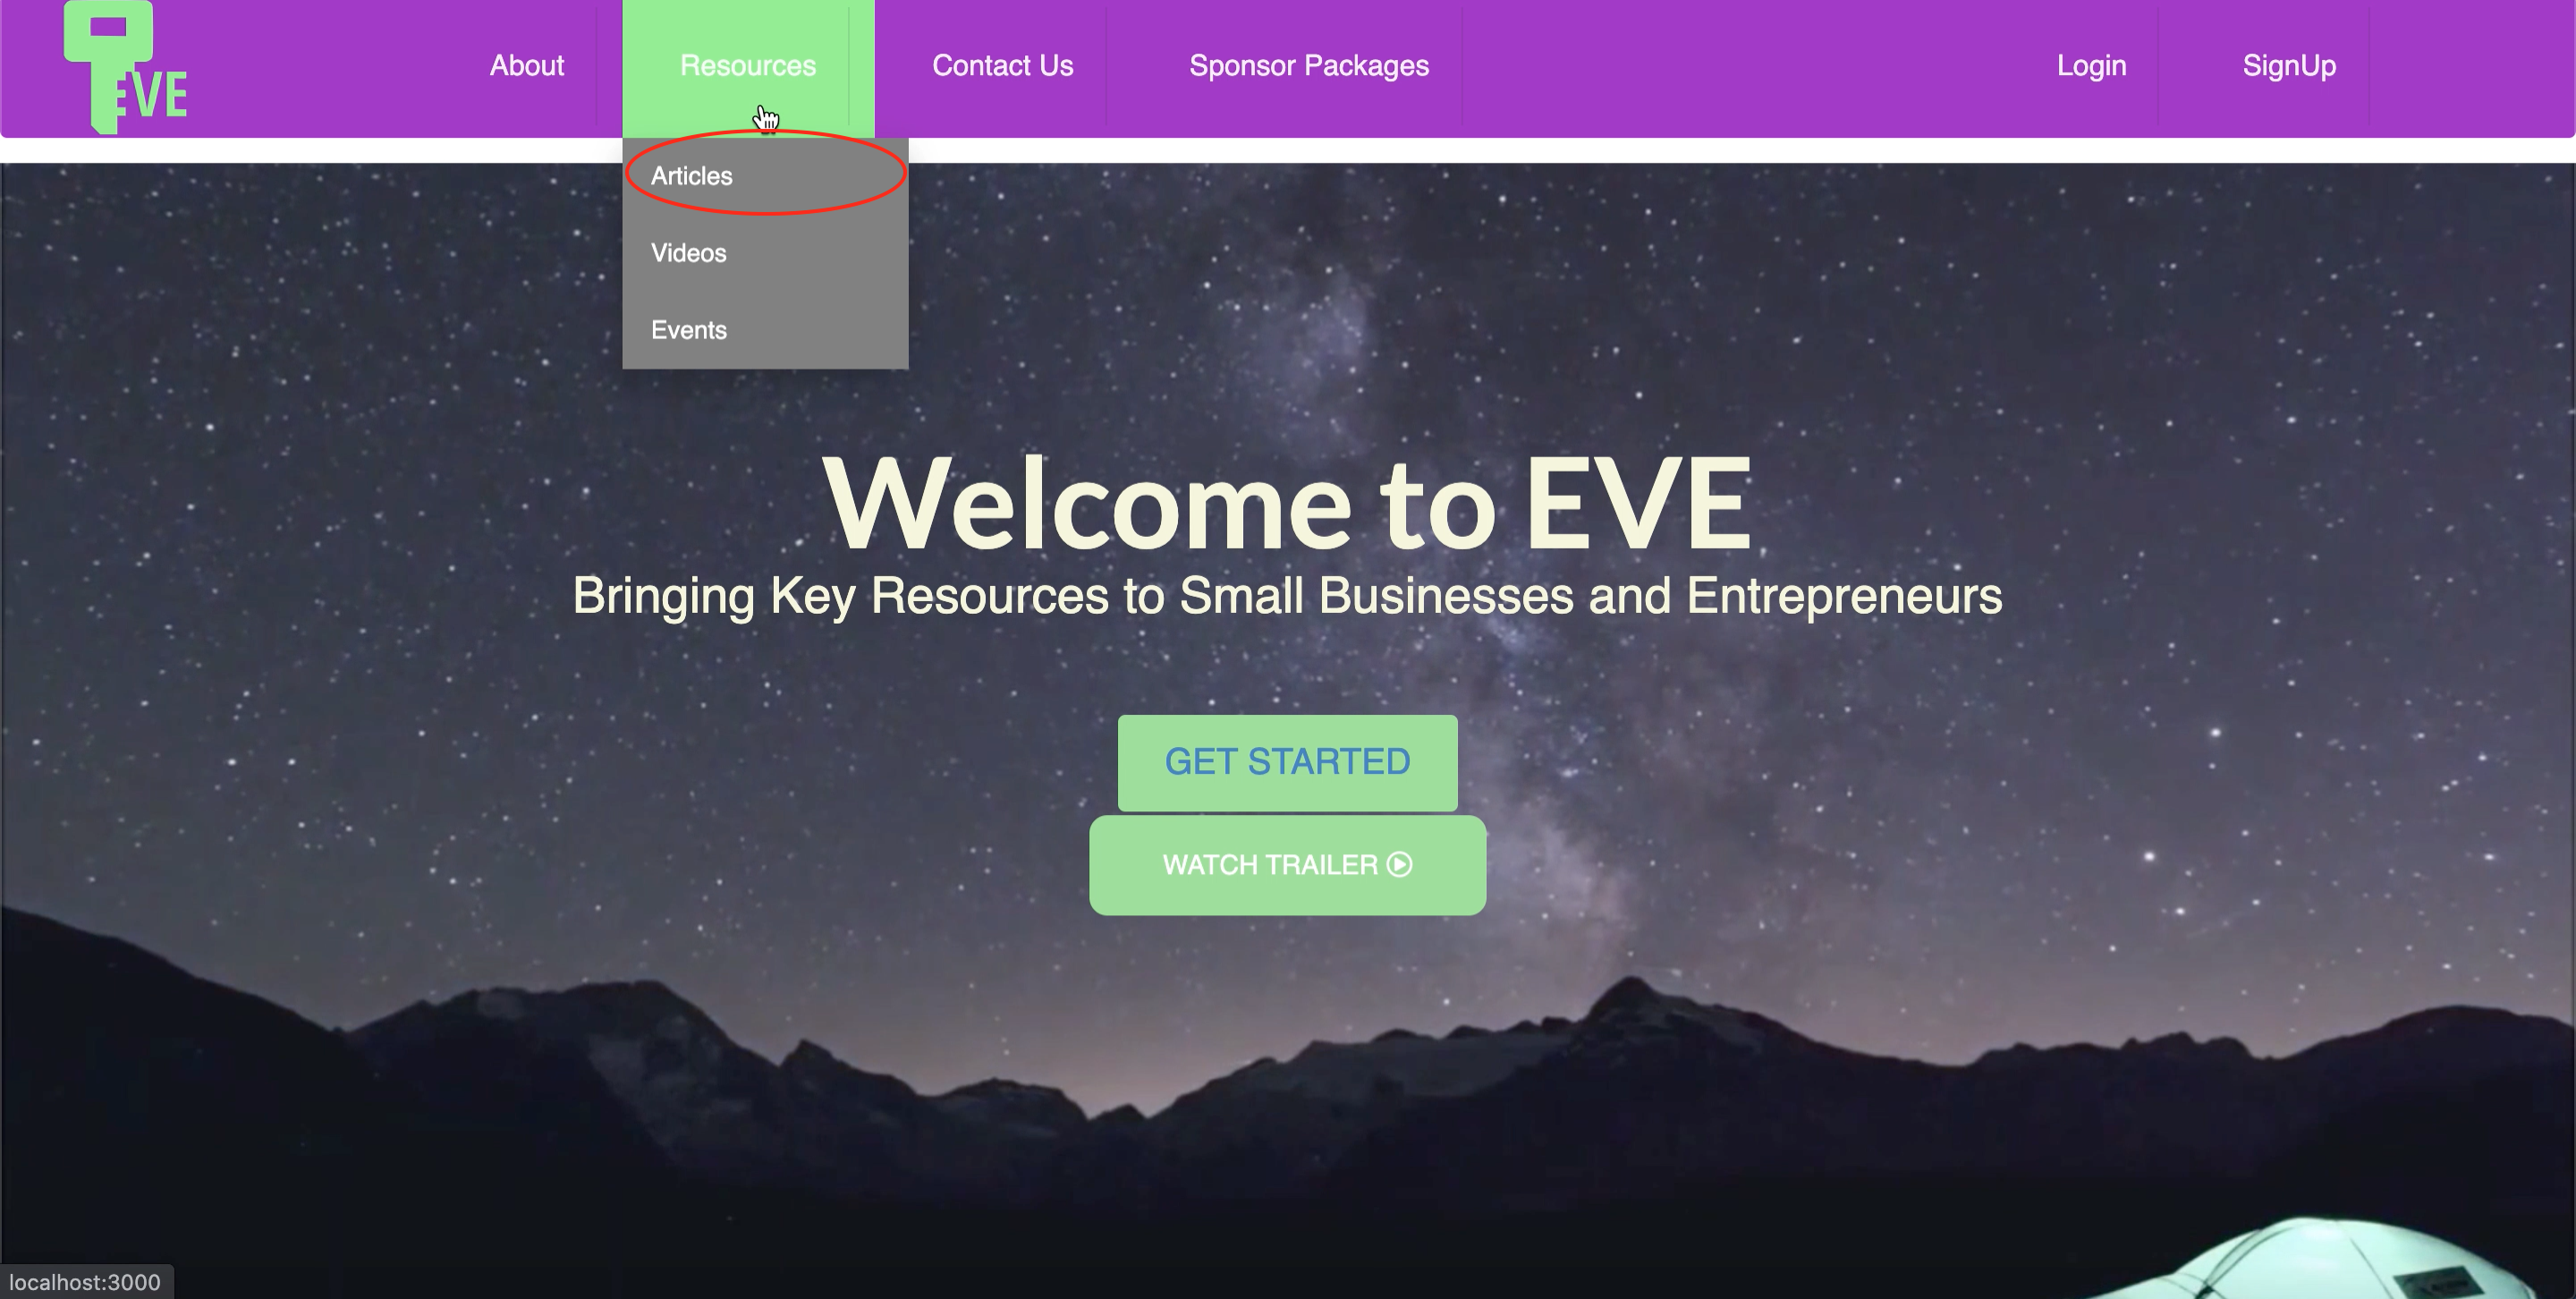 EVE
About
Resources
Contact Us
Sponsor Packages
Login
SignUp
Articles
Videos
Events
Welcome to EVE
Bringing Key Resources to Small Businesses and Entrepreneurs
GET STARTED
WATCH TRAILER
localhost:3000